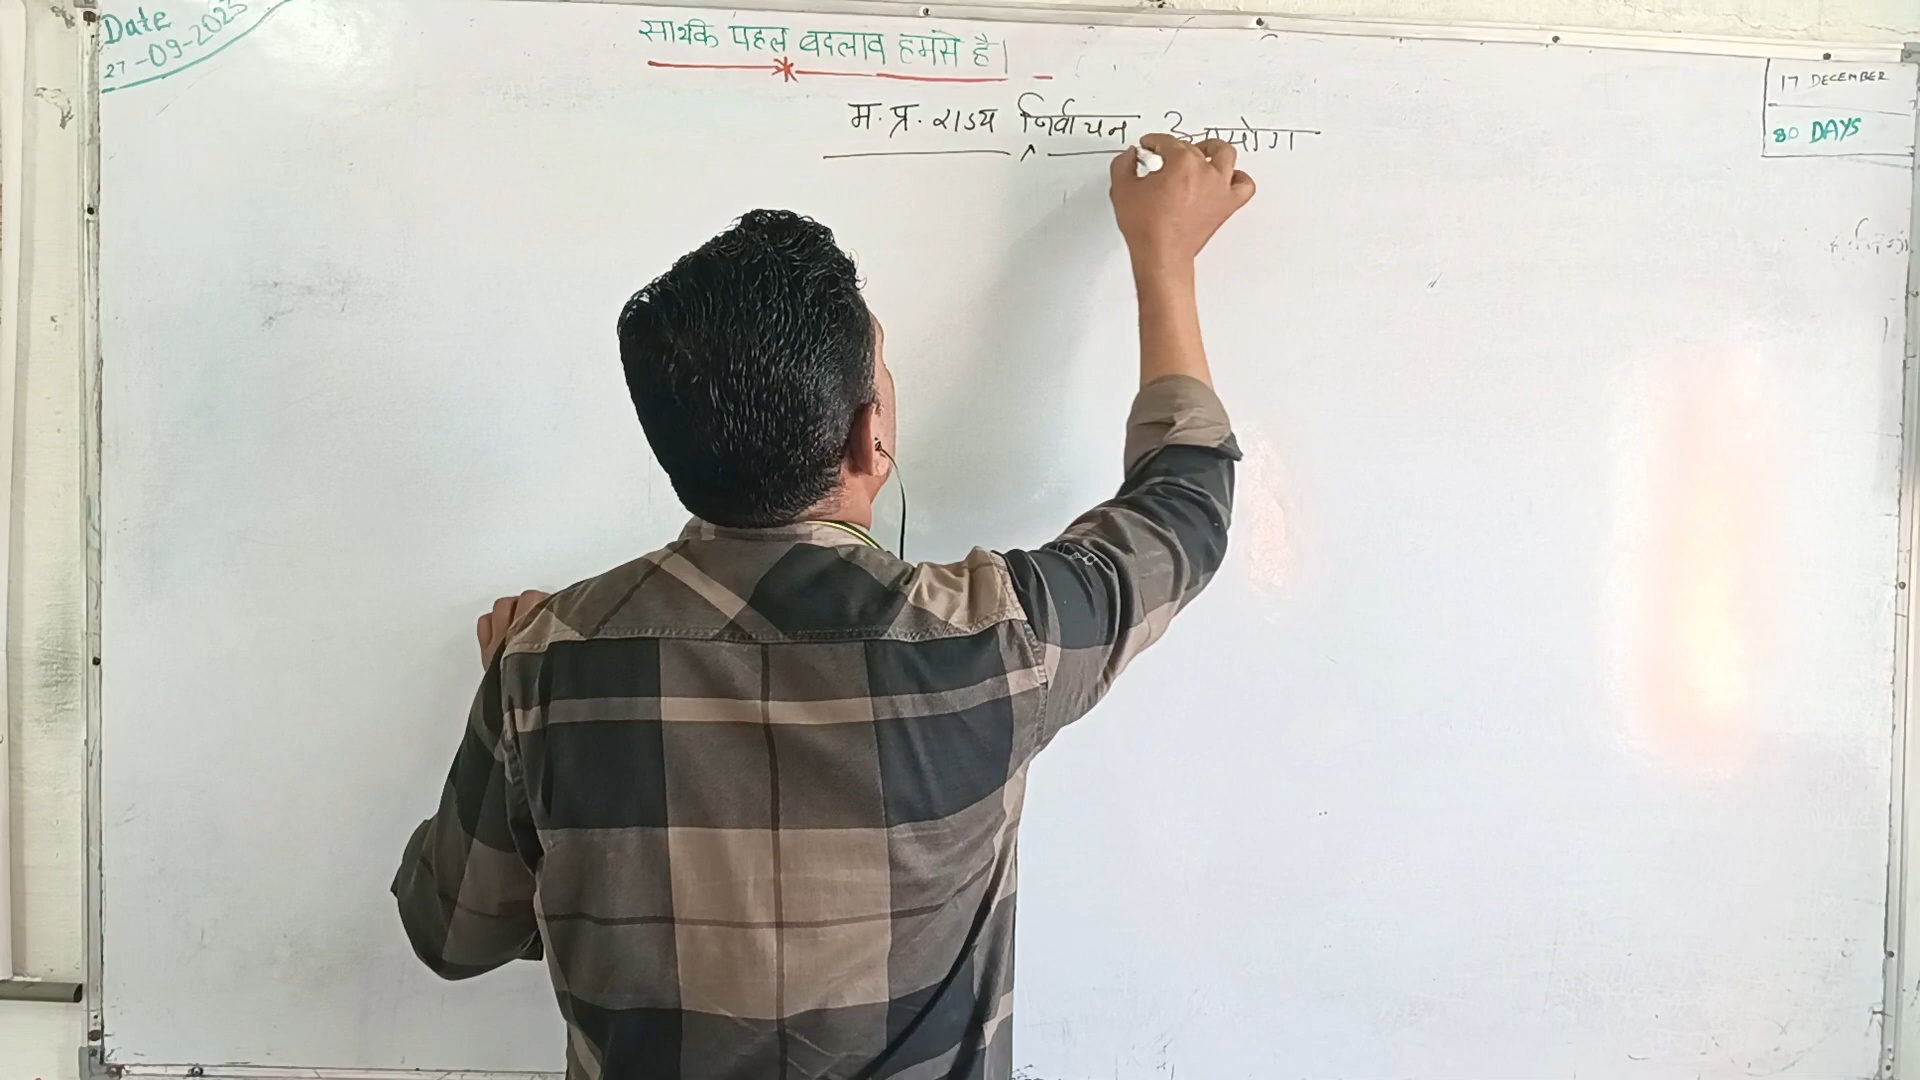 Date
27-09-2023
सार्थक पहल बदलाव हमसे है।
म.प्र. राज्य निर्वाचन आयोग
17 DECEMBER
80 DAYS